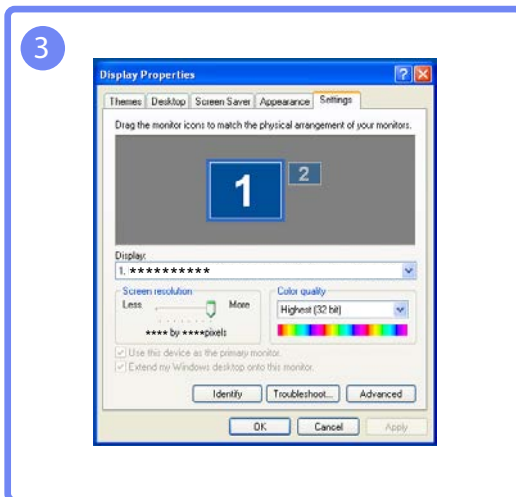 3
Display Properties
Themes Desktop Screen Saver Appearance Settings
Drag the monitor icons to match the physical arrangement of your monitors.
1 2
Display:
1. **********
Screen resolution Color quality
Less More Highest (32 bit)
**** by ****pixels
Use this device as the primary monitor.
Extend my Windows desktop onto this monitor.
Identify Troubleshoot... Advanced
OK Cancel Apply